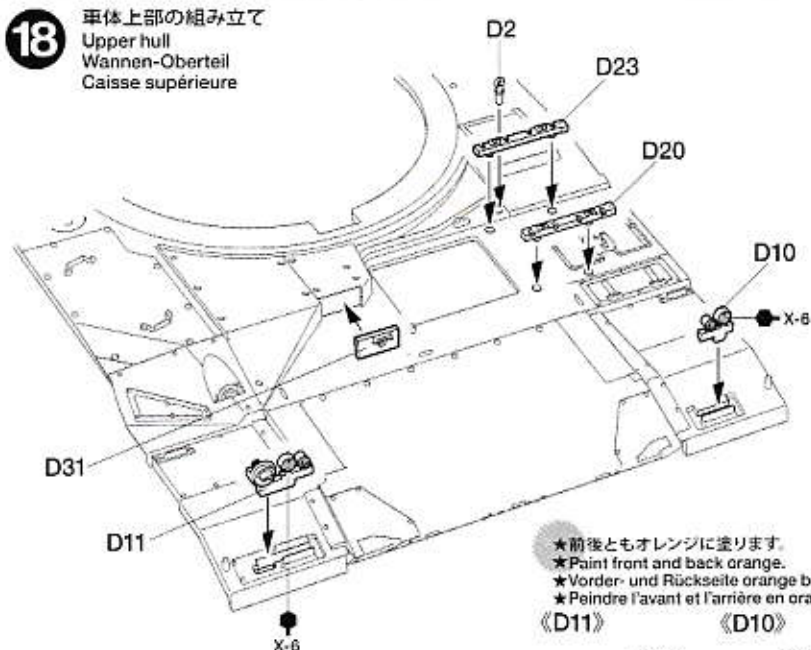 18
車体上部の組み立て
Upper hull
Wannen-Oberteil
Caisse supérieure
D2
D23
D20
D10
X-6
D31
D11
X-6
★前後ともオレンジに塗ります。
★Paint front and back orange.
★Vorder- und Rückseite orange b
★Peindre l'avant et l'arrière en ora
《D11》 《D10》